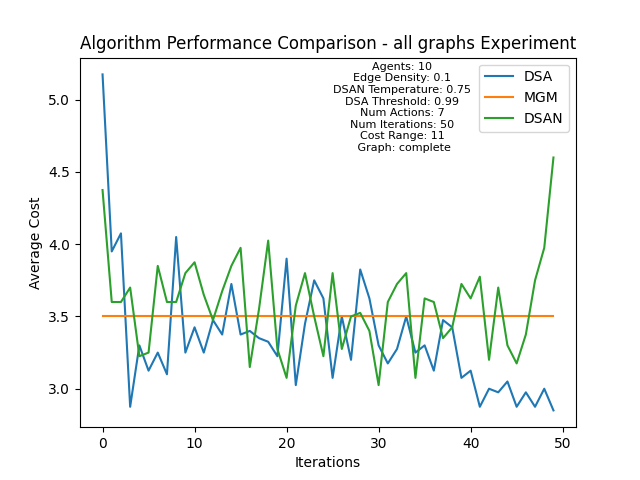 Algorithm Performance Comparison - all graphs Experiment
Agents: 10
Edge Density: 0.1
DSAN Temperature: 0.75
DSA Threshold: 0.99
Num Actions: 7
Num Iterations: 50
Cost Range: 11
Graph: complete
DSA
MGM
DSAN
Average Cost
5.0
4.5
4.0
3.5
3.0
0 10 20 30 40 50
Iterations